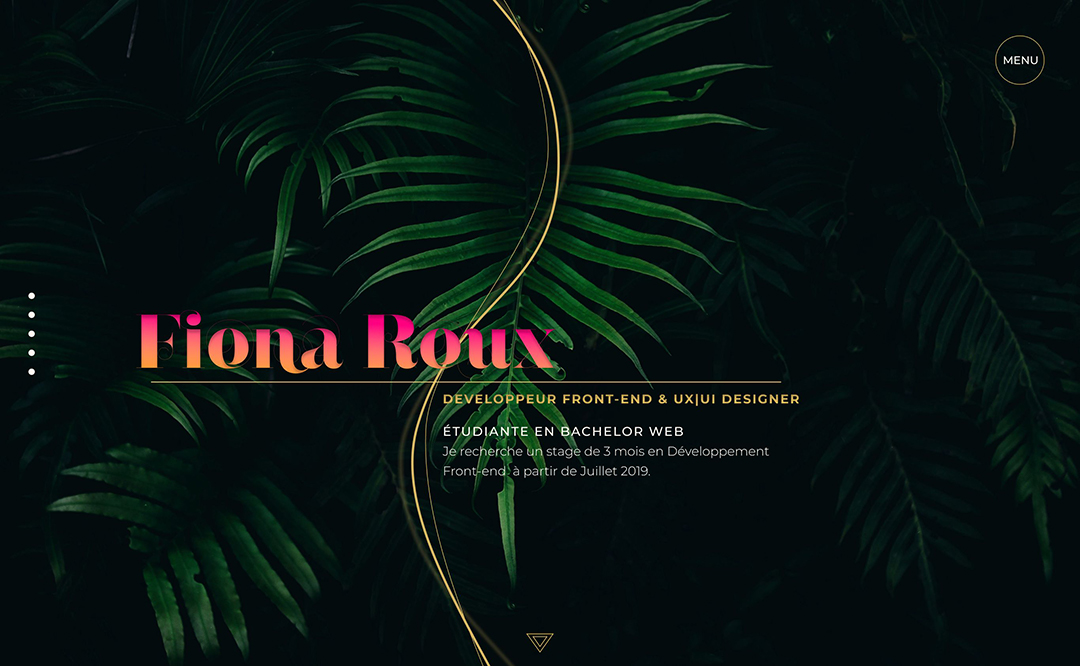 MENU
Fiona Roux
DEVELOPPEUR FRONT-END & UX|UI DESIGNER
ÉTUDIANTE EN BACHELOR WEB
Je recherche un stage de 3 mois en Développement
Front-end à partir de Juillet 2019.